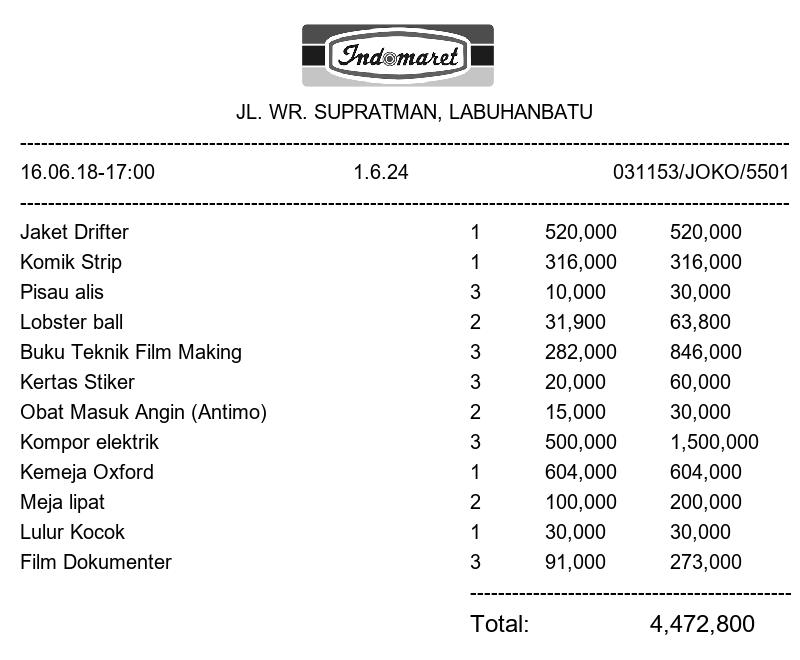 Indomaret
JL. WR. SUPRATMAN, LABUHANBATU
16.06.18-17:00 1.6.24 031153/JOKO/5501
Jaket Drifter 1 520,000 520,000
Komik Strip 1 316,000 316,000
Pisau alis 3 10,000 30,000
Lobster ball 2 31,900 63,800
Buku Teknik Film Making 3 282,000 846,000
Kertas Stiker 3 20,000 60,000
Obat Masuk Angin (Antimo) 2 15,000 30,000
Kompor elektrik 3 500,000 1,500,000
Kemeja Oxford 1 604,000 604,000
Meja lipat 2 100,000 200,000
Lulur Kocok 1 30,000 30,000
Film Dokumenter 3 91,000 273,000
Total: 4,472,800